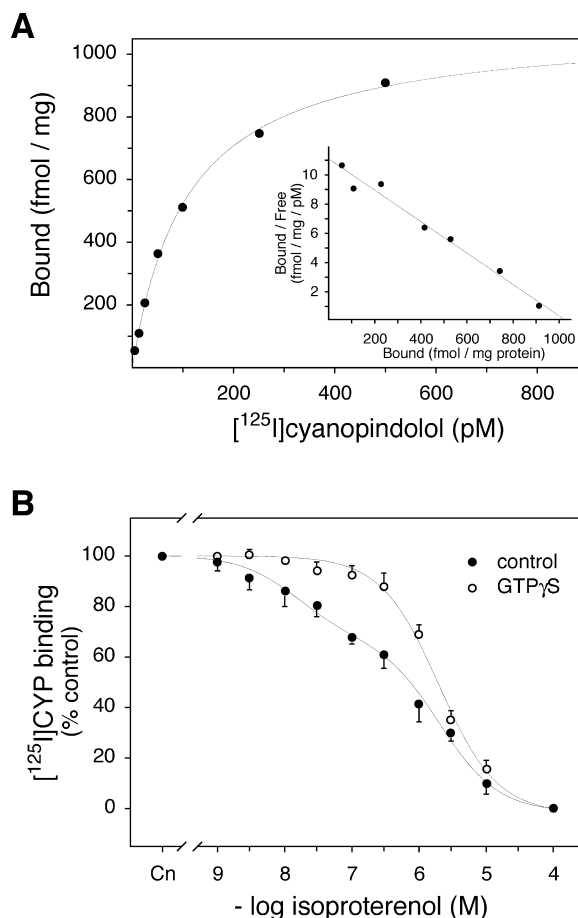 A
1000
800
600
400
200
Bound (fmol / mg)
200
400
600
800
[¹²⁵I]cyanopindolol (pM)
10
8
6
4
2
Bound / Free
(fmol / mg / pM)
200
400
600
800
1000
Bound (fmol / mg protein)
B
100
80
60
40
20
0
[¹²⁵I]CYP binding
(% control)
control
GTPγS
Cn
9
8
7
6
5
4
- log isoproterenol (M)